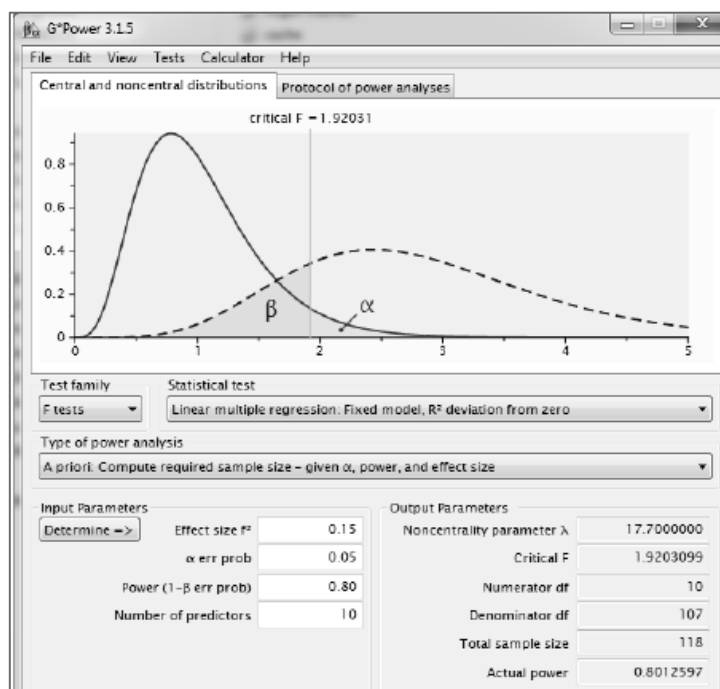 G*Power 3.1.5
File Edit View Tests Calculator Help
Central and noncentral distributions Protocol of power analyses
critical F = 1.92031
0.8
0.6
0.4
0.2
0
β
α
0 1 2 3 4 5
Test family Statistical test
F tests Linear multiple regression: Fixed model, R² deviation from zero
Type of power analysis
A priori: Compute required sample size – given α, power, and effect size
Input Parameters
Determine =>
Effect size f² 0.15
α err prob 0.05
Power (1-β err prob) 0.80
Number of predictors 10
Output Parameters
Noncentrality parameter λ 17.7000000
Critical F 1.9203099
Numerator df 10
Denominator df 107
Total sample size 118
Actual power 0.8012597